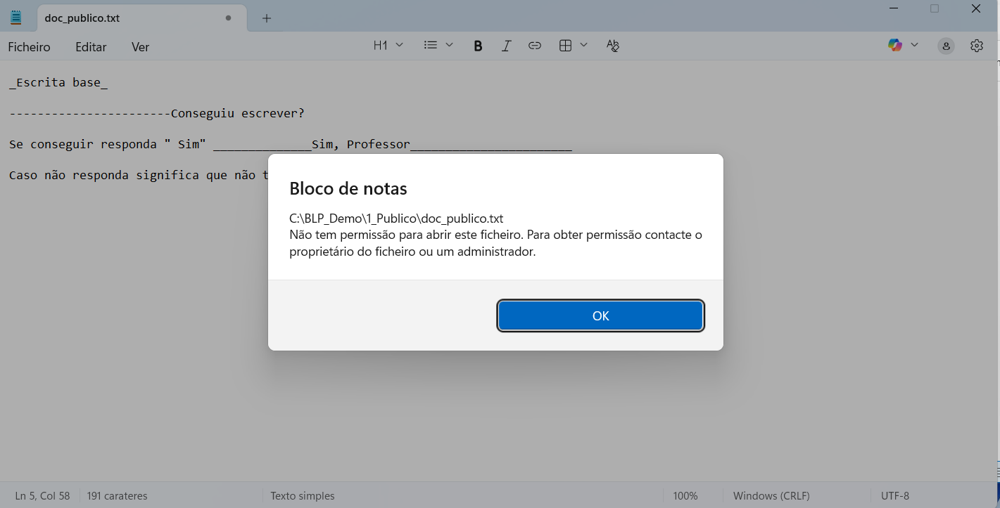 doc_publico.txt
Ficheiro Editar Ver H1 B I
_Escrita base_
-----------------------Conseguiu escrever?
Se conseguir responda " Sim" ______________Sim, Professor_______________________
Caso não responda significa que não t
Bloco de notas
C:\BLP_Demo\1_Publico\doc_publico.txt
Não tem permissão para abrir este ficheiro. Para obter permissão contacte o
proprietário do ficheiro ou um administrador.
OK
Ln 5, Col 58 191 carateres Texto simples 100% Windows (CRLF) UTF-8